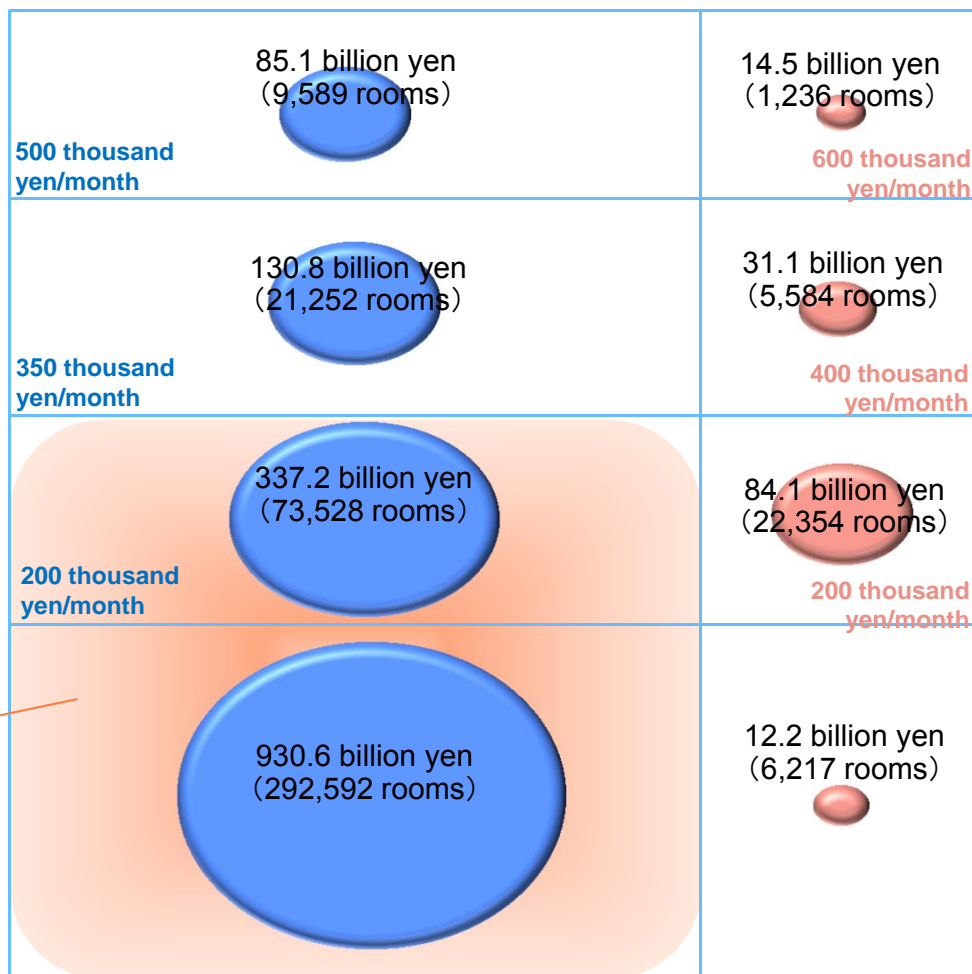 85.1 billion yen
（9,589 rooms）
14.5 billion yen
（1,236 rooms）
500 thousand
yen/month
600 thousand
yen/month
130.8 billion yen
（21,252 rooms）
31.1 billion yen
（5,584 rooms）
350 thousand
yen/month
400 thousand
yen/month
337.2 billion yen
（73,528 rooms）
84.1 billion yen
（22,354 rooms）
200 thousand
yen/month
200 thousand
yen/month
930.6 billion yen
（292,592 rooms）
12.2 billion yen
（6,217 rooms）